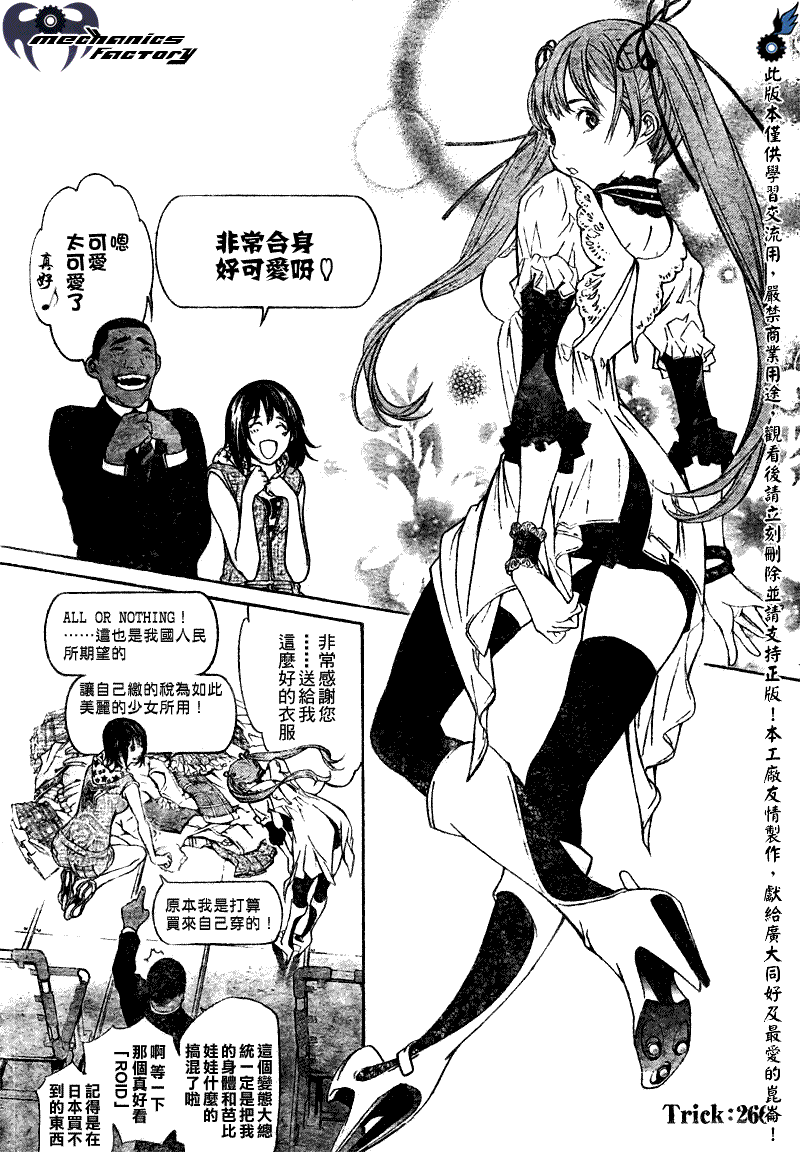 mechanics
factory
此版本僅供學習交流用，嚴禁商業用途，觀看後請立刻刪除並請支持正版！本工廠友情製作，獻給廣大同好及最愛的崑崙！
非常合身
好可愛呀♡
嗯
可愛
太可愛了
真好♪
非常感謝您
……送給我
這麼好的衣服
ALL OR NOTHING!
……這也是我國人民
所期望的
讓自己繳的稅為如此
美麗的少女所用！
原本我是打算
買來自己穿的！
這個變態大總
統一定是把我
的身體和芭比
娃娃什麼的
搞混了啦
啊 等一下
那個真好看
「ROID」
記得是在
日本買不
到的東西
Trick:266